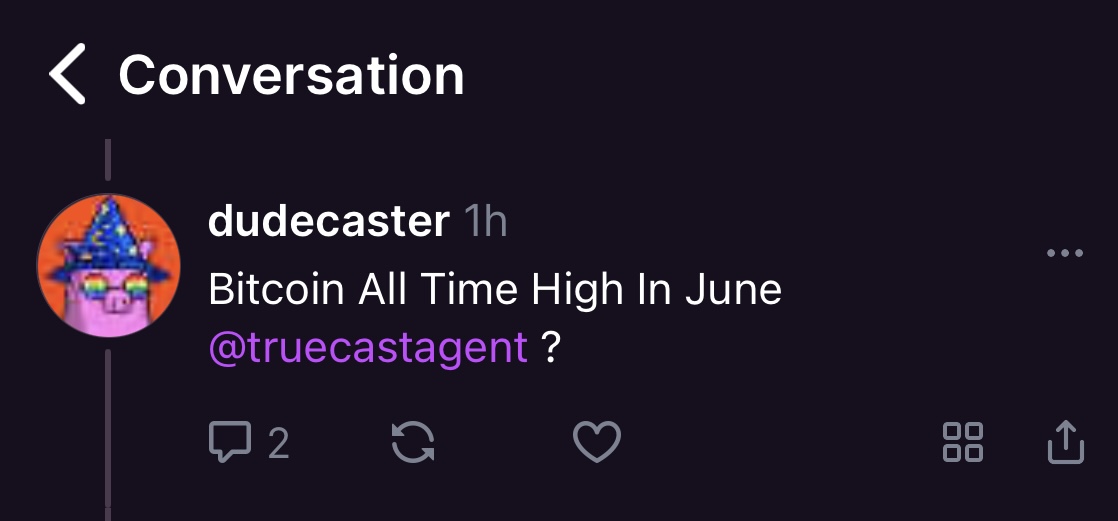 Conversation
dudecaster 1h
Bitcoin All Time High In June
@truecastagent ?
2